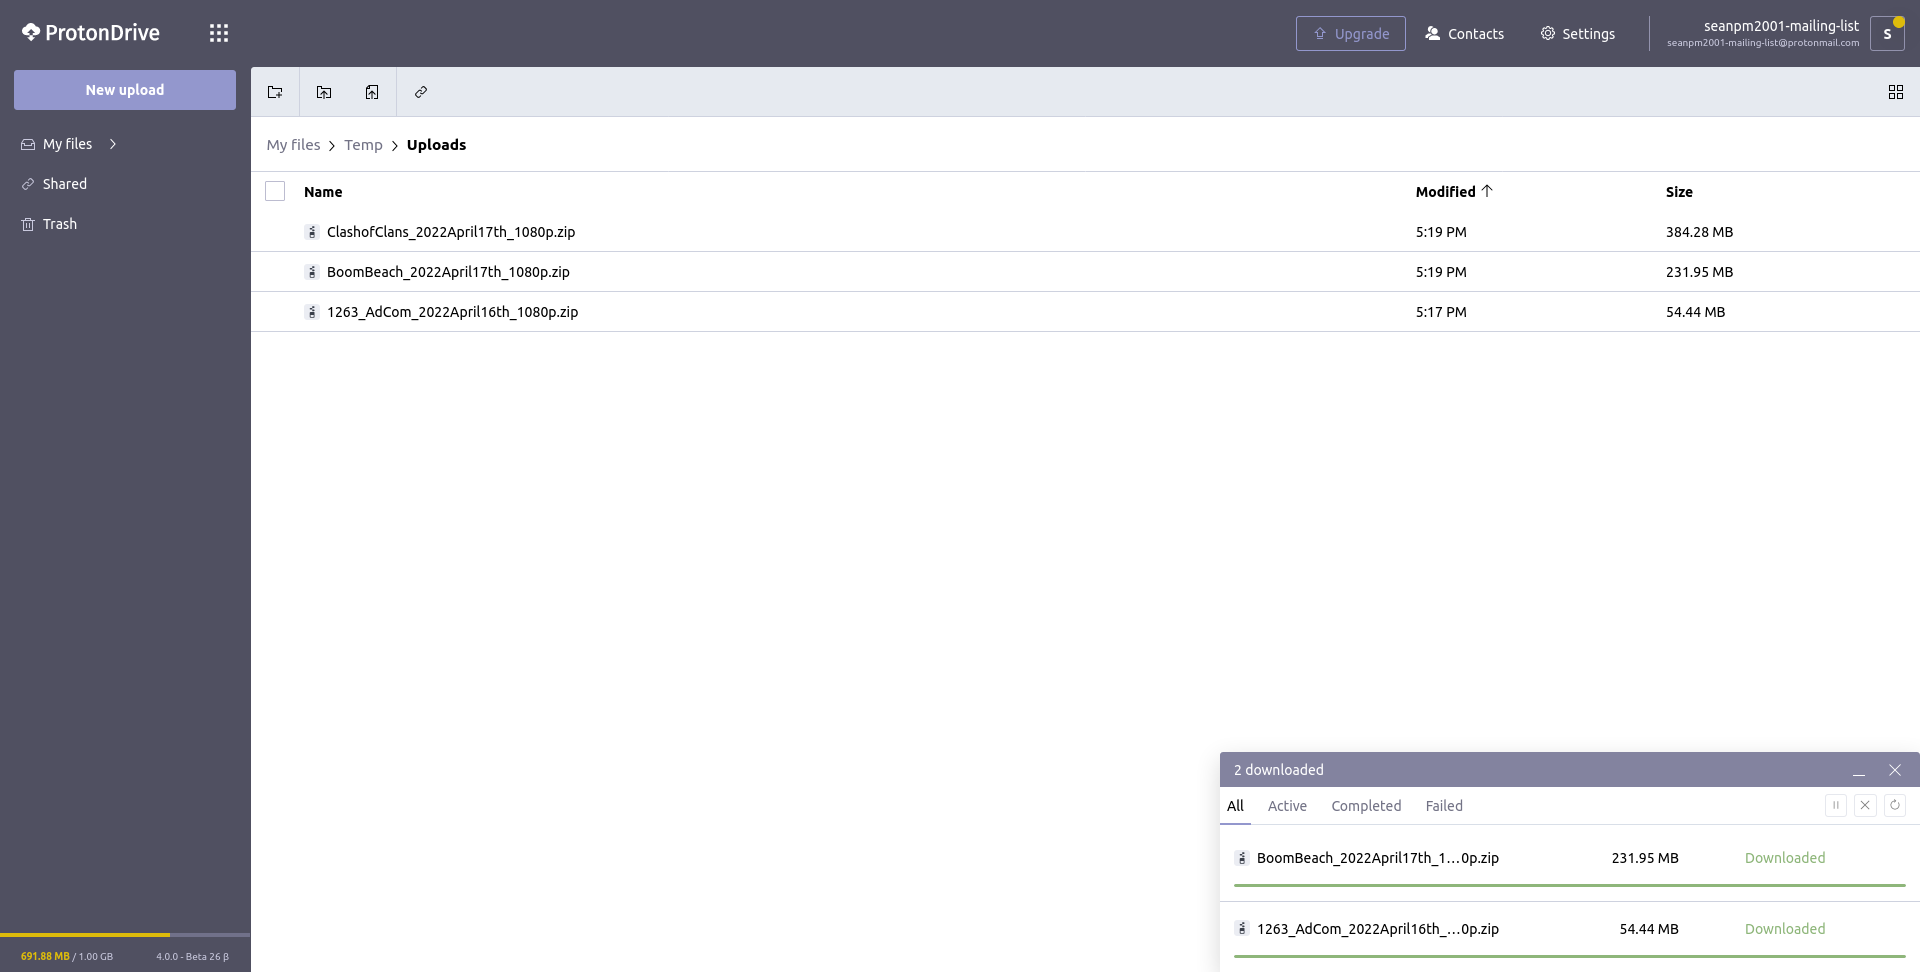 ProtonDrive
Upgrade
Contacts
Settings
seanpm2001-mailing-list
seanpm2001-mailing-list@protonmail.com
S
New upload
My files
Shared
Trash
My files > Temp > Uploads
Name Modified Size
ClashofClans_2022April17th_1080p.zip 5:19 PM 384.28 MB
BoomBeach_2022April17th_1080p.zip 5:19 PM 231.95 MB
1263_AdCom_2022April16th_1080p.zip 5:17 PM 54.44 MB
2 downloaded
All Active Completed Failed
BoomBeach_2022April17th_1…0p.zip 231.95 MB Downloaded
1263_AdCom_2022April16th_…0p.zip 54.44 MB Downloaded
691.88 MB / 1.00 GB 4.0.0 - Beta 26 β